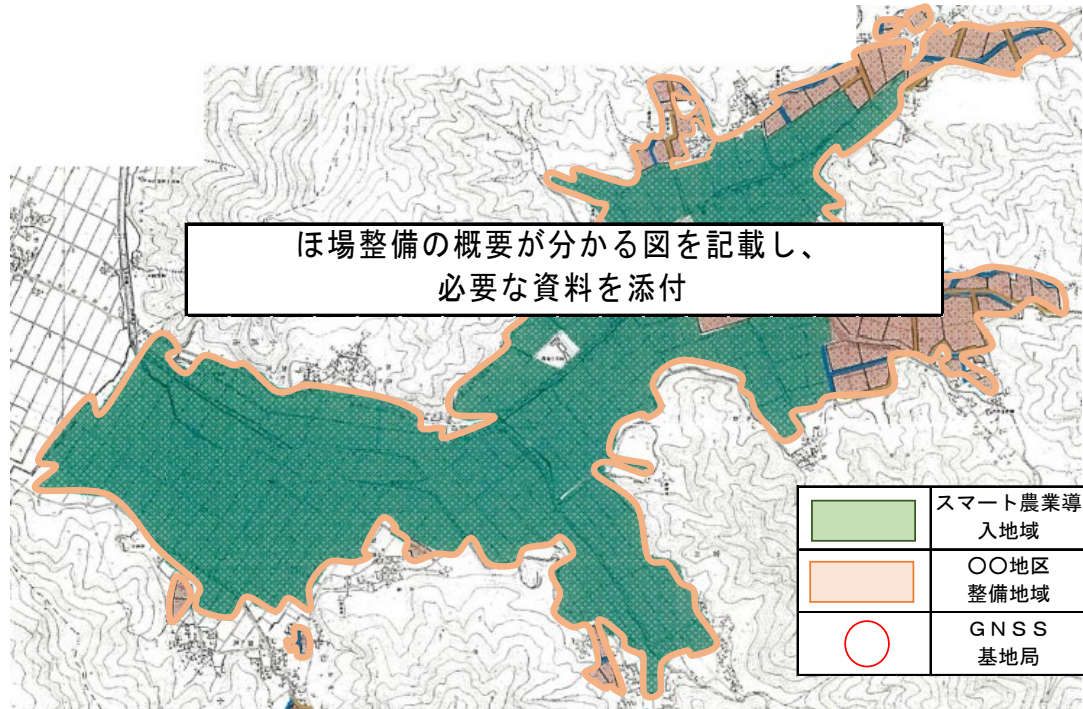 ほ場整備の概要が分かる図を記載し、
必要な資料を添付
スマート農業導
入地域
〇〇地区
整備地域
ＧＮＳＳ
基地局